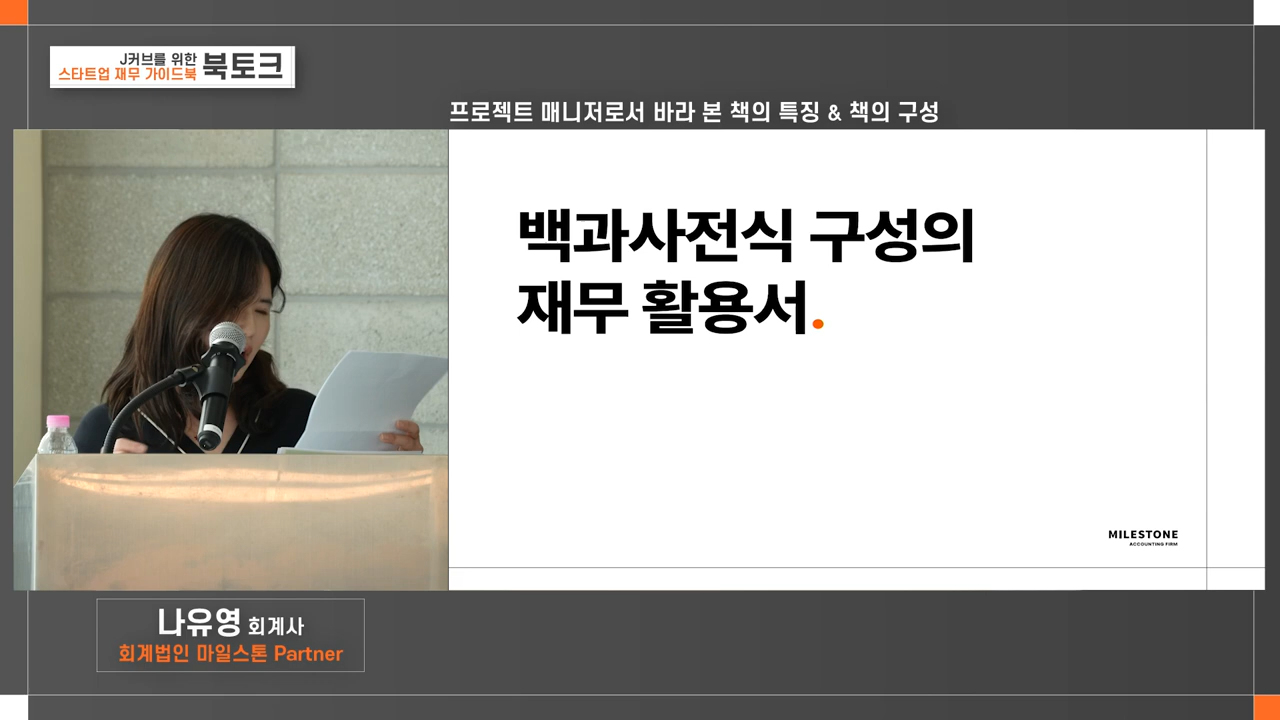 J커브를 위한
스타트업 재무 가이드북
북토크
프로젝트 매니저로서 바라 본 책의 특징 & 책의 구성
백과사전식 구성의
재무 활용서.
MILESTONE
ACCOUNTING FIRM
나유영 회계사
회계법인 마일스톤 Partner